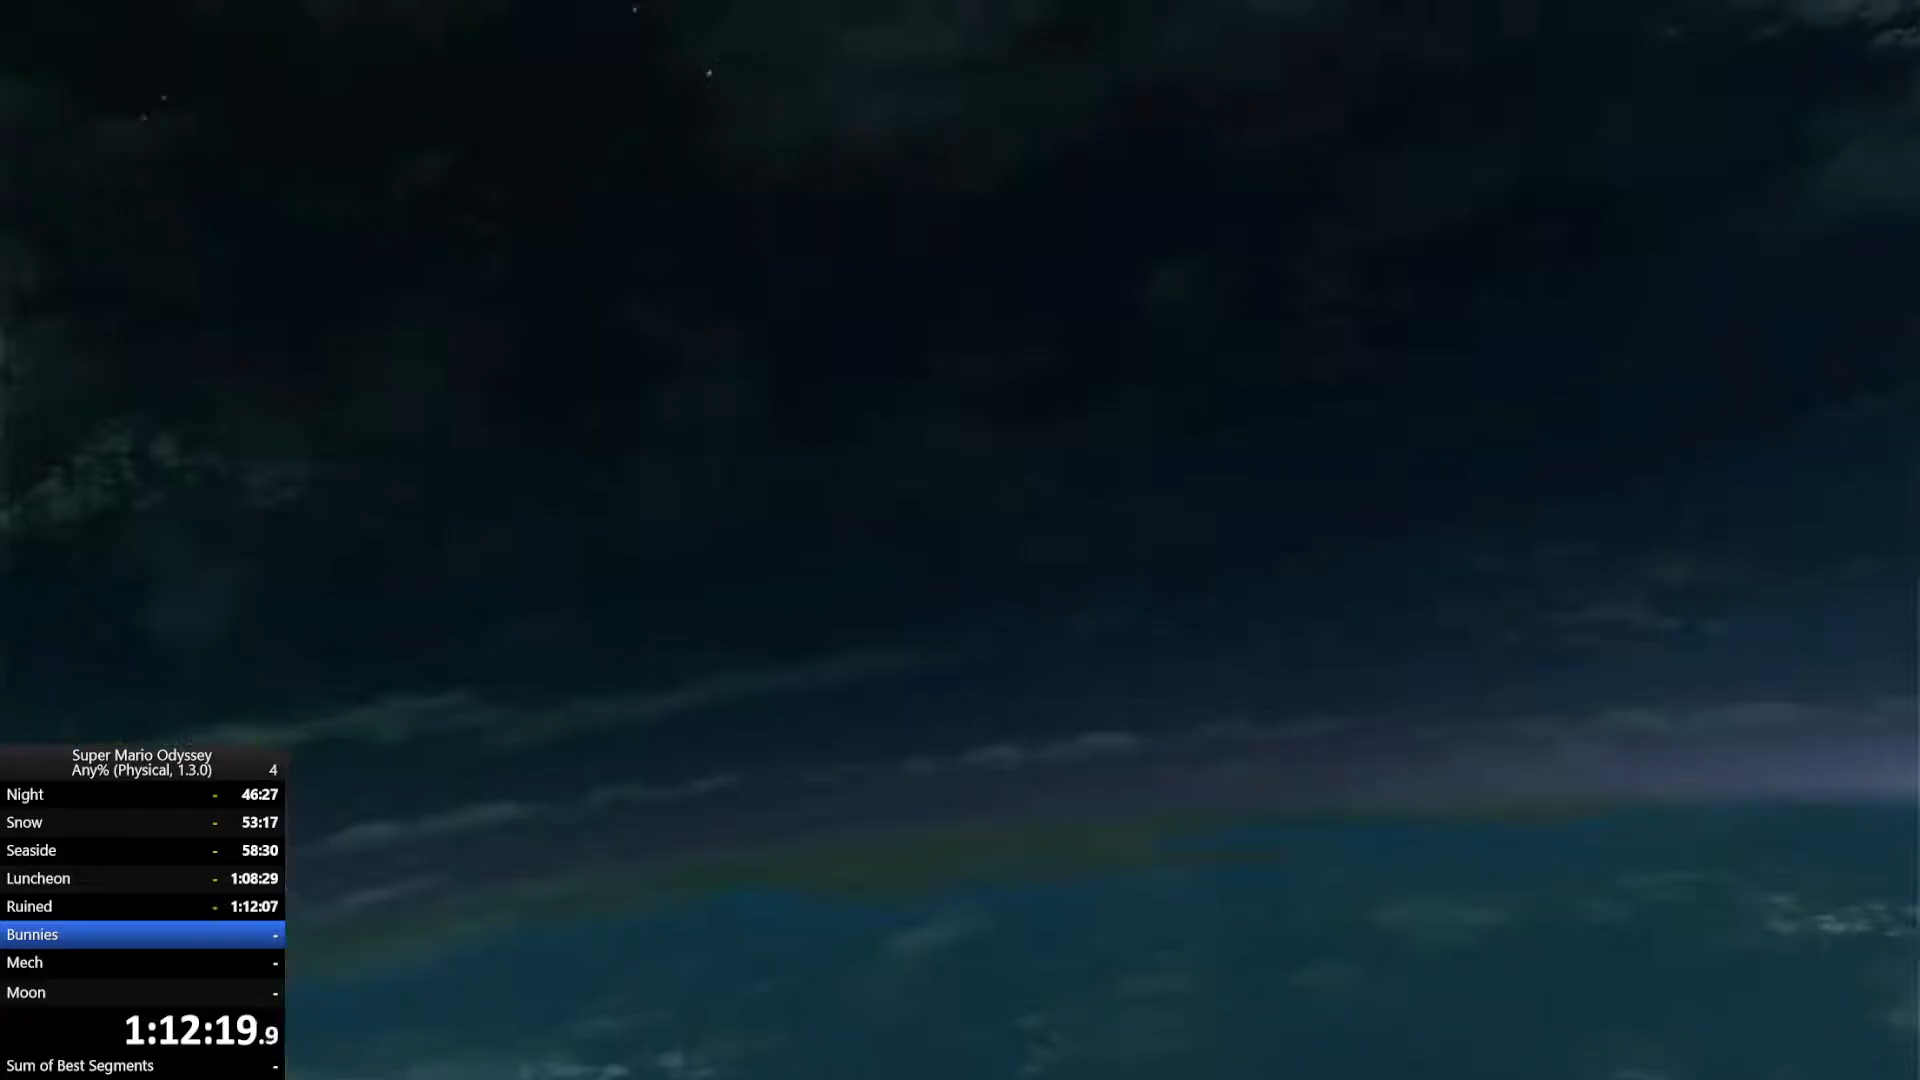 Super Mario Odyssey
Any% (Physical, 1.3.0) 4
Night - 46:27
Snow - 53:17
Seaside - 58:30
Luncheon - 1:08:29
Ruined - 1:12:07
Bunnies -
Mech -
Moon -
1:12:19.9
Sum of Best Segments -